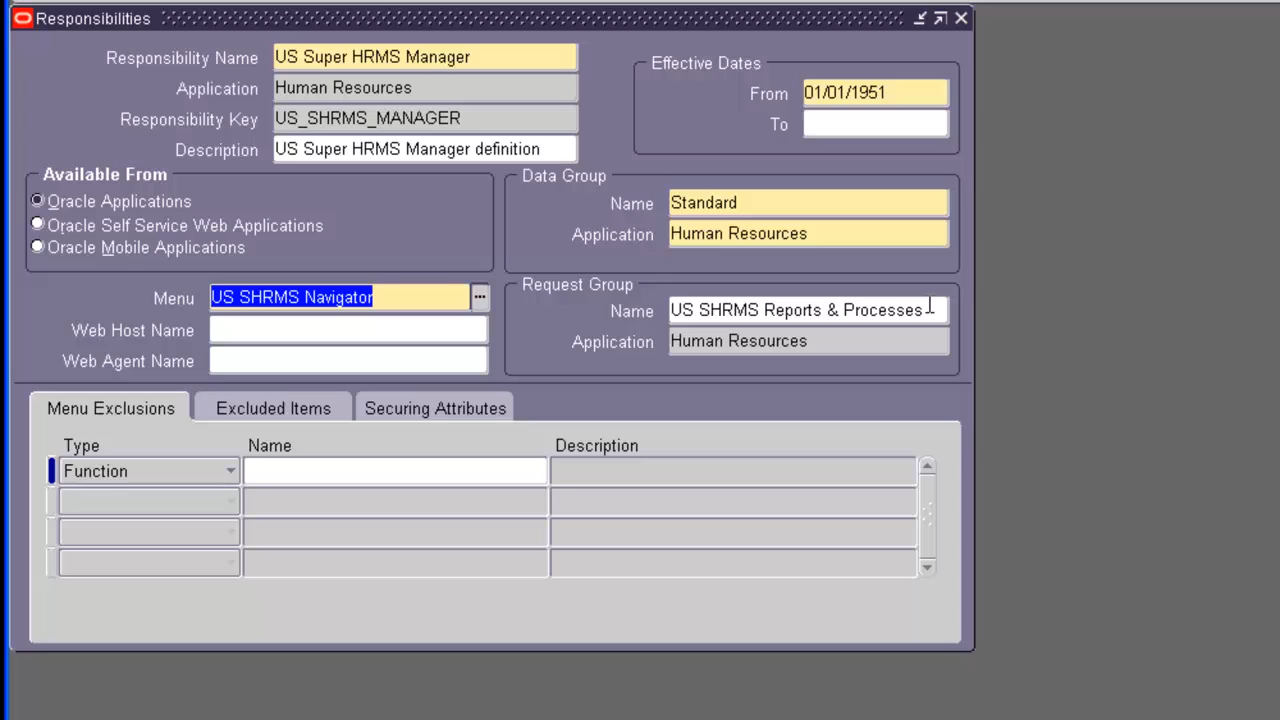 Responsibilities
Responsibility Name US Super HRMS Manager
Application Human Resources
Responsibility Key US_SHRMS_MANAGER
Description US Super HRMS Manager definition
Effective Dates
From 01/01/1951
To
Available From
Oracle Applications
Oracle Self Service Web Applications
Oracle Mobile Applications
Data Group
Name Standard
Application Human Resources
Menu US SHRMS Navigator ...
Web Host Name
Web Agent Name
Request Group
Name US SHRMS Reports & Processes
Application Human Resources
Menu Exclusions Excluded Items Securing Attributes
Type Name Description
Function